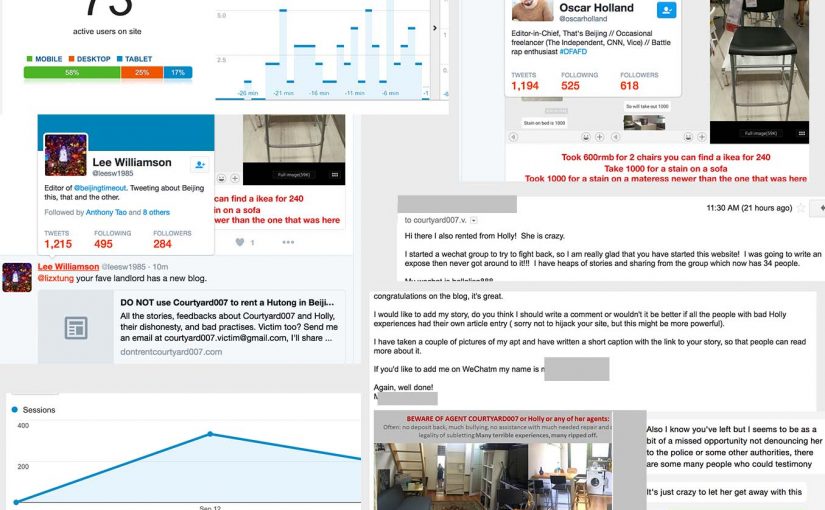 73
active users on site
MOBILE
DESKTOP
TABLET
58%
25%
17%
5.0
2.5
-26 min
-21 min
-16 min
-11 min
-6 min
Oscar Holland
@oscarholland
Editor-in-Chief, That's Beijing // Occasional
freelancer (The Independent, CNN, Vice) // Battle
rap enthusiast #DFAFD
TWEETS
FOLLOWING
FOLLOWERS
1,194
525
618
So will take 1000
Stain on bed is 1000
Full image(59K)
Took 600rmb for 2 chairs you can find a ikea for 240
Take 1000 for a stain on a sofa
Took 1000 for a stain on a materess newer than the one that was here
Lee Williamson
@leesw1985
Editor of @beijingtimeout. Tweeting about Beijing
this, that and the other.
Followed by Anthony Tao and 8 others
TWEETS
FOLLOWING
FOLLOWERS
1,215
495
284
Full image(59K)
can find a ikea for 240
in on a sofa
wer than the one that was here
1
Lee Williamson @leesw1985 · 10m
@lizxtung your fave landlord has a new blog.
DO NOT use Courtyard007 to rent a Hutong in Beiji...
All the stories, feedbacks about Courtyard007 and Holly,
their dishonesty, and bad practises. Victim too? Send me
an email at courtyard007.victim@gmail.com, I'll share ...
dontrentcourtyard007.com
11:30 AM (21 hours ago)
to courtyard007.v.
Hi there I also rented from Holly! She is crazy.
I started a wechat group to try to fight back, so I am really glad that you have started this website! I was going to write an
expose then never got around to it!!! I have heaps of stories and sharing from the group which now has 34 people.
congratulations on the blog, it's great.
I would like to add my story, do you think I should write a comment or wouldn't it be better if all the people with bad Holly
experiences had their own article entry ( sorry not to hijack your site, but this might be more powerful).
I have taken a couple of pictures of my apt and have written a short caption with the link to your story, so that people can read
more about it.
If you'd like to add me on WeChatm my name is
Again, well done!
M
Sessions
400
200
Sep 12
BEWARE OF AGENT COURTYARD007 or Holly or any of her agents:
Often: no deposit back, much bullying, no assistance with much needed repair and
legality of subletting Many terrible experiences, many ripped off.
Also I know you've left but I seems to be as a
bit of a missed opportunity not denouncing her
to the police or some other authorities, there
are some many people who could testimony
It's just crazy to let her get away with this